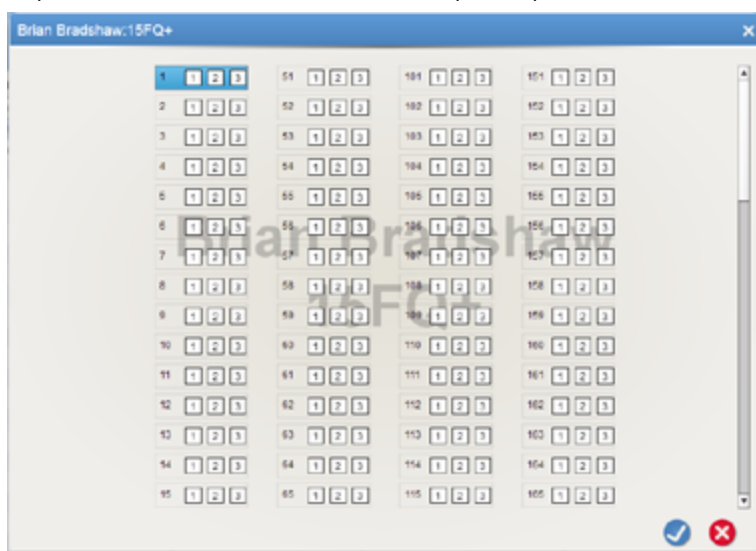 Brian Bradshaw:15FQ+
1 1 2 3 51 1 2 3 101 1 2 3 151 1 2 3
2 1 2 3 52 1 2 3 102 1 2 3 152 1 2 3
3 1 2 3 53 1 2 3 103 1 2 3 153 1 2 3
4 1 2 3 54 1 2 3 104 1 2 3 154 1 2 3
5 1 2 3 55 1 2 3 105 1 2 3 155 1 2 3
6 1 2 3 56 1 2 3 106 1 2 3 156 1 2 3
Brian Bradshaw
7 1 2 3 57 1 2 3 107 1 2 3 157 1 2 3
8 1 2 3 58 1 2 3 108 1 2 3 158 1 2 3
15FQ+
9 1 2 3 59 1 2 3 109 1 2 3 159 1 2 3
10 1 2 3 60 1 2 3 110 1 2 3 160 1 2 3
11 1 2 3 61 1 2 3 111 1 2 3 161 1 2 3
12 1 2 3 62 1 2 3 112 1 2 3 162 1 2 3
13 1 2 3 63 1 2 3 113 1 2 3 163 1 2 3
14 1 2 3 64 1 2 3 114 1 2 3 164 1 2 3
15 1 2 3 65 1 2 3 115 1 2 3 165 1 2 3